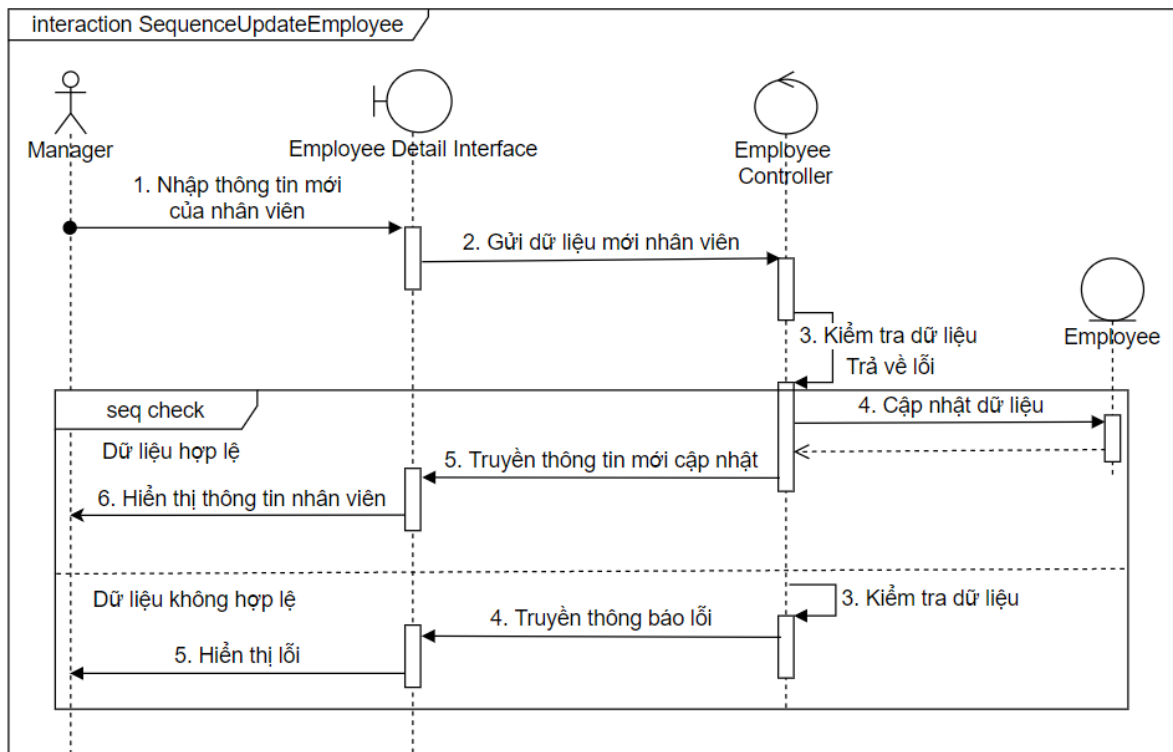 interaction SequenceUpdateEmployee
Manager
Employee Detail Interface
Employee
Controller
1. Nhập thông tin mới
của nhân viên
2. Gửi dữ liệu mới nhân viên
3. Kiểm tra dữ liệu
Trả về lỗi
Employee
seq check
4. Cập nhật dữ liệu
Dữ liệu hợp lệ
5. Truyền thông tin mới cập nhật
6. Hiển thị thông tin nhân viên
Dữ liệu không hợp lệ
3. Kiểm tra dữ liệu
4. Truyền thông báo lỗi
5. Hiển thị lỗi